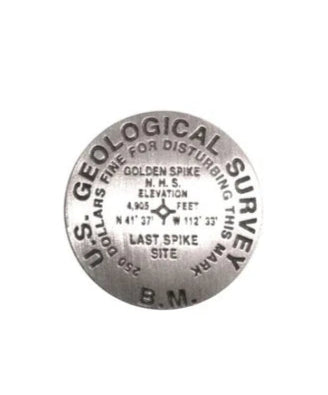 U.S. GEOLOGICAL SURVEY
250 DOLLARS FINE FOR DISTURBING THIS MARK
GOLDEN SPIKE
N. H. S.
ELEVATION
4,905 FEET
N 41° 37' W 112° 33'
LAST SPIKE
SITE
B.M.